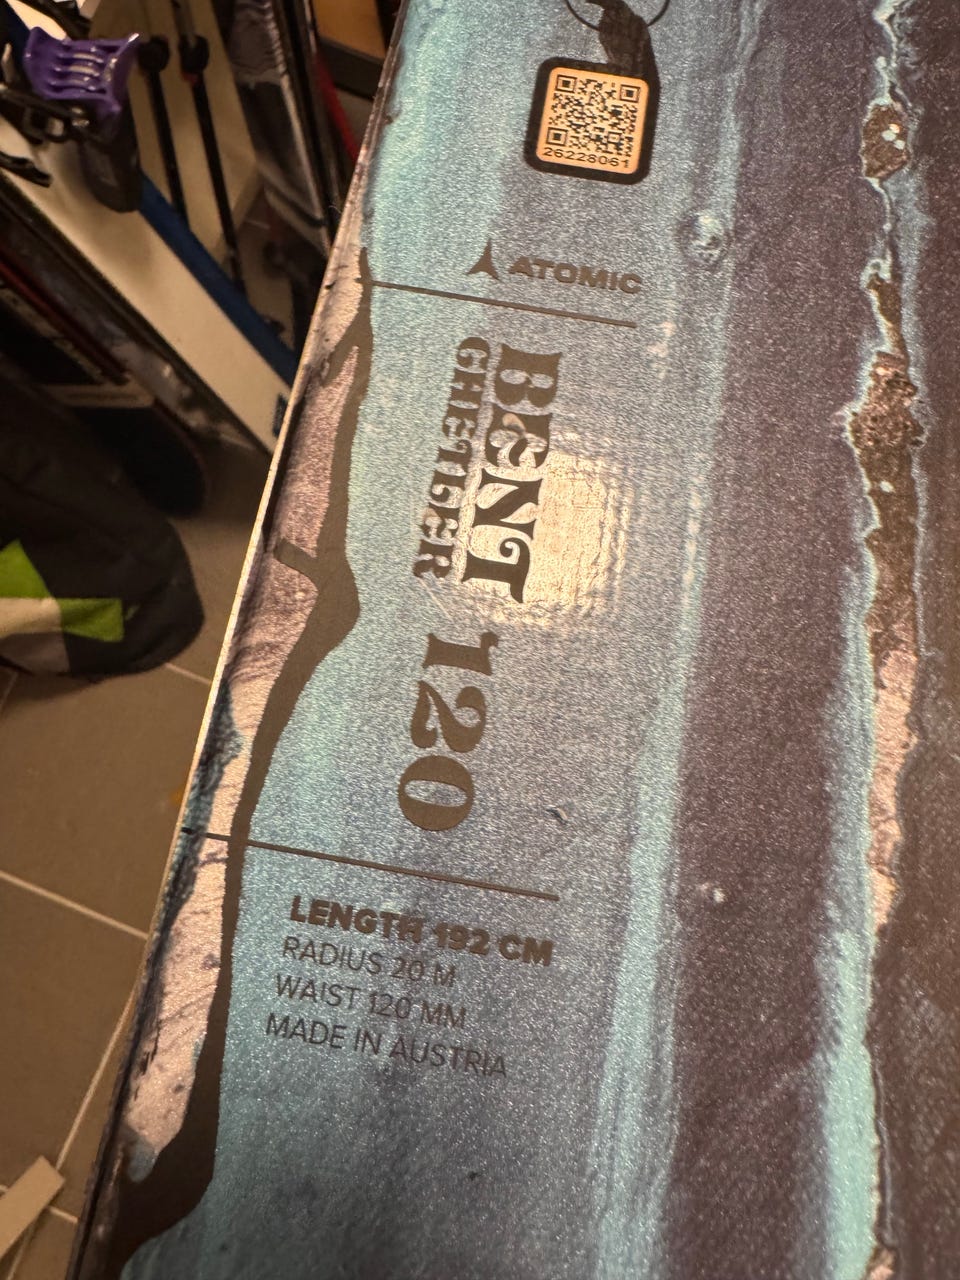 26228061
ATOMIC
BENT
CHETLER
120
LENGTH 192 CM
RADIUS 20 M
WAIST 120 MM
MADE IN AUSTRIA